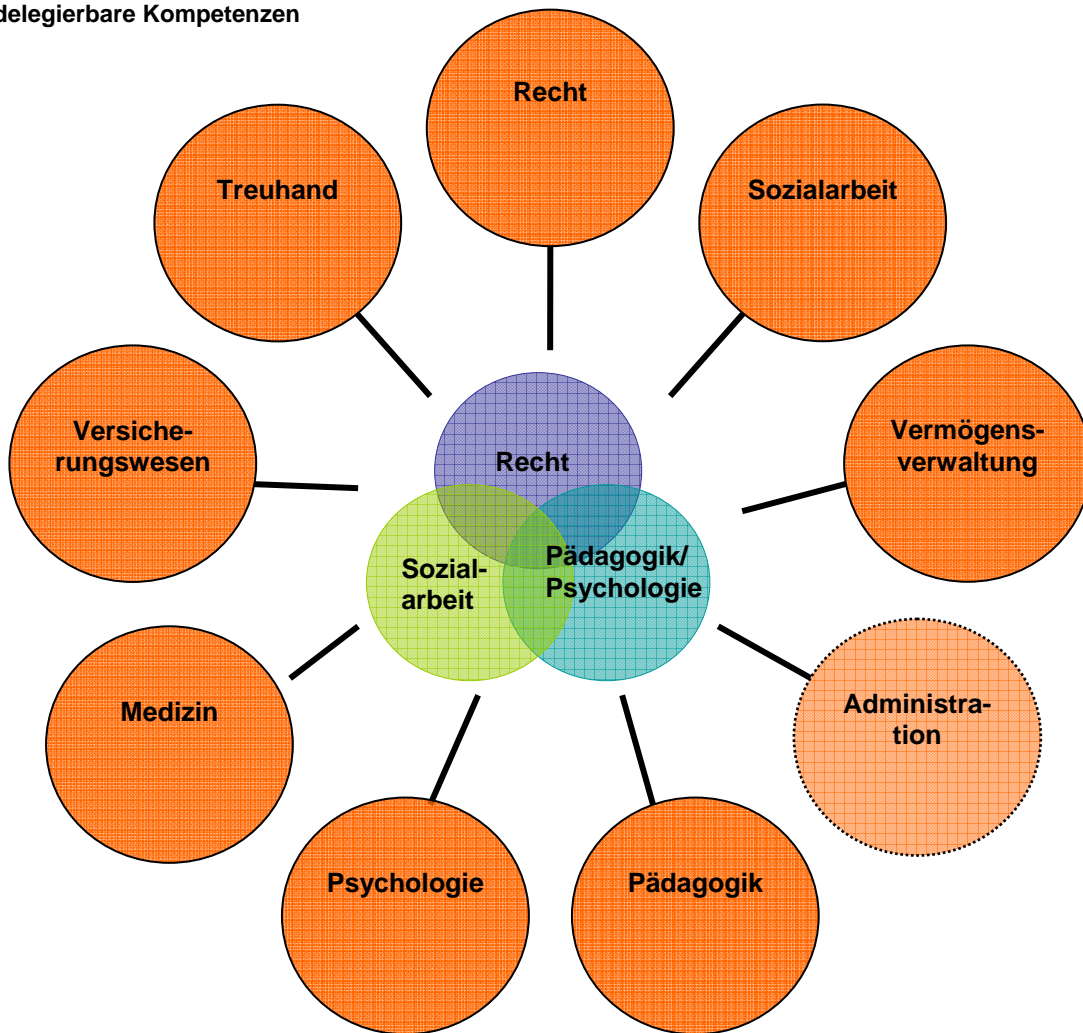 delegierbare Kompetenzen
Recht
Treuhand
Sozialarbeit
Versiche-
rungswesen
Vermögens-
verwaltung
Recht
Sozial-
arbeit
Pädagogik/
Psychologie
Medizin
Administra-
tion
Psychologie
Pädagogik